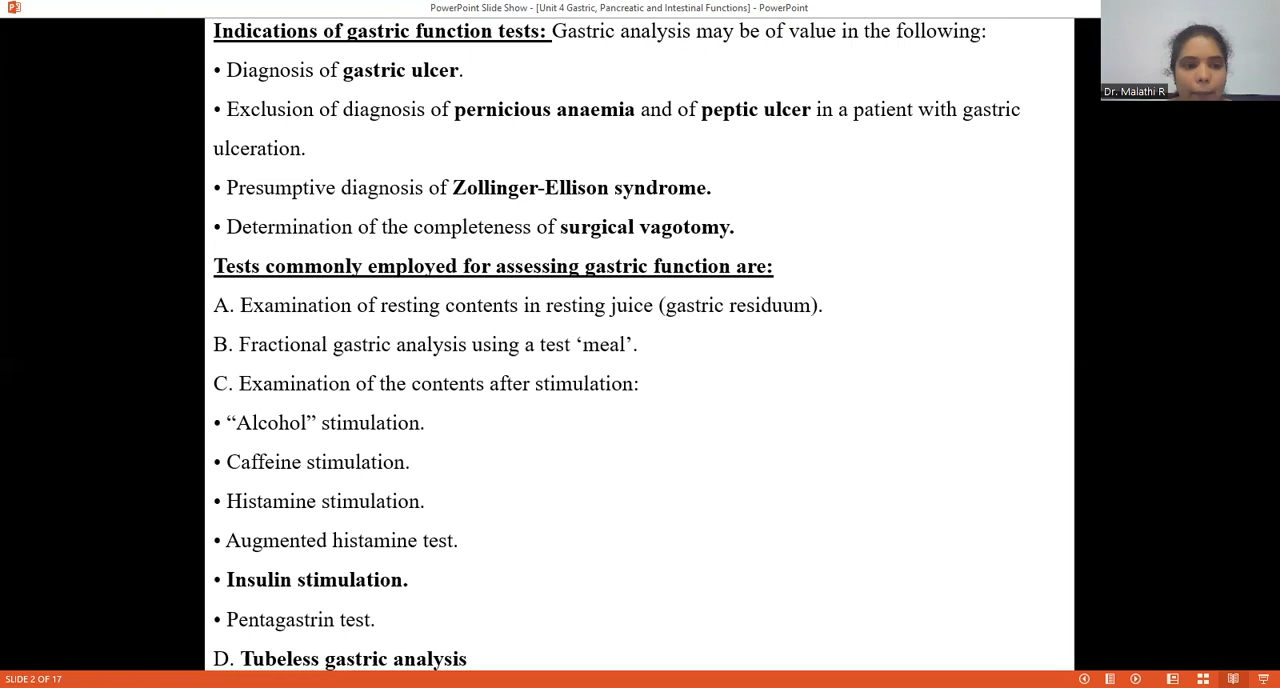 PowerPoint Slide Show - [Unit 4 Gastric, Pancreatic and Intestinal Functions] - PowerPoint
Indications of gastric function tests: Gastric analysis may be of value in the following:
• Diagnosis of gastric ulcer.
• Exclusion of diagnosis of pernicious anaemia and of peptic ulcer in a patient with gastric
ulceration.
• Presumptive diagnosis of Zollinger-Ellison syndrome.
• Determination of the completeness of surgical vagotomy.
Tests commonly employed for assessing gastric function are:
A. Examination of resting contents in resting juice (gastric residuum).
B. Fractional gastric analysis using a test ‘meal’.
C. Examination of the contents after stimulation:
• “Alcohol” stimulation.
• Caffeine stimulation.
• Histamine stimulation.
• Augmented histamine test.
• Insulin stimulation.
• Pentagastrin test.
D. Tubeless gastric analysis
Dr. Malathi R
SLIDE 2 OF 17